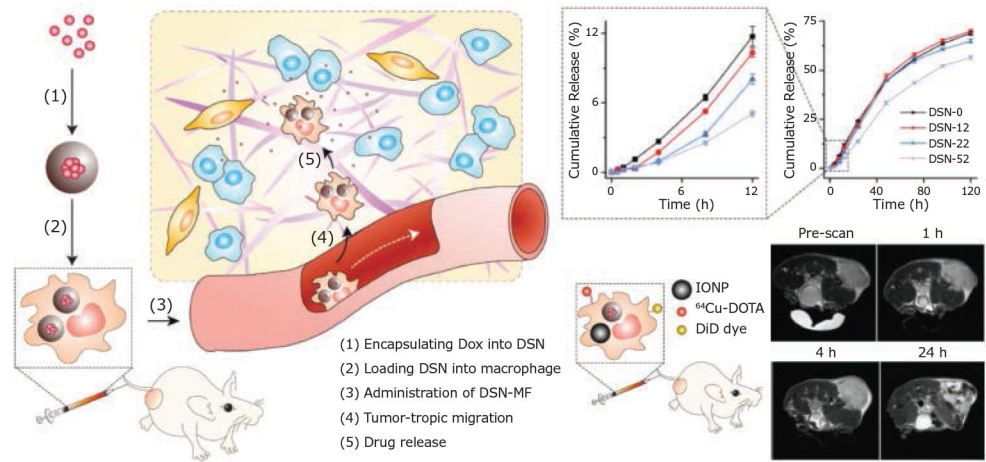 (1)
(2)
(3)
(4)
(5)
(1) Encapsulating Dox into DSN
(2) Loading DSN into macrophage
(3) Administration of DSN-MF
(4) Tumor-tropic migration
(5) Drug release
Cumulative Release (%)
12
6
0
0
6
12
Time (h)
Cumulative Release (%)
75
50
25
0
0
40
80
120
Time (h)
DSN-0
DSN-12
DSN-22
DSN-52
IONP
⁶⁴Cu-DOTA
DiD dye
Pre-scan
1 h
4 h
24 h